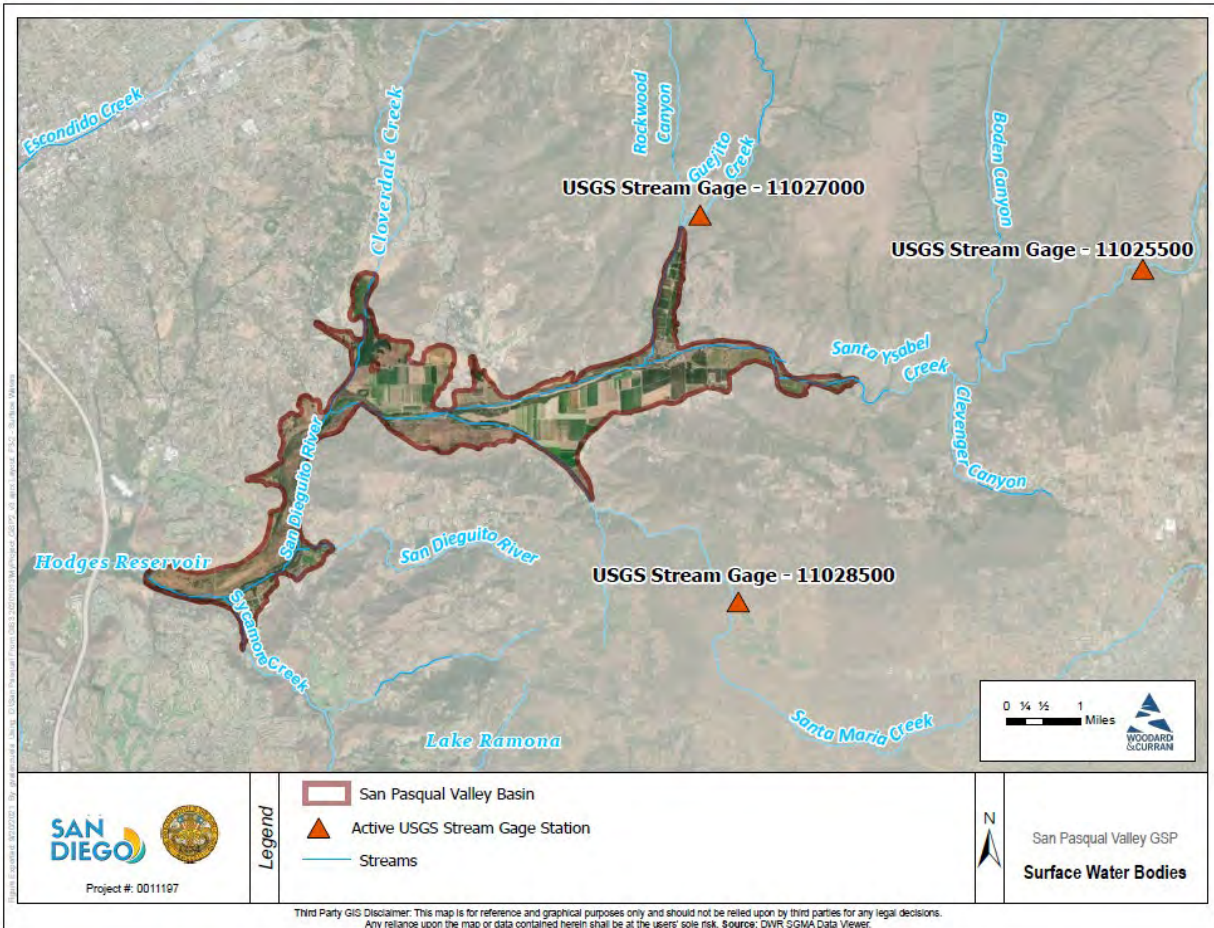 Escondido Creek
Cloverdale Creek
Rockwood
Canyon
Guejito
Creek
Boden Canyon
USGS Stream Gage - 11027000
USGS Stream Gage - 11025500
Santa Ysabel
Creek
Clevenger
Canyon
San Dieguito River
San Dieguito River
Hodges Reservoir
USGS Stream Gage - 11028500
Sycamore Creek
Santa Maria Creek
Lake Ramona
0 ¼ ½ 1
Miles
WOODARD
&CURRAN
SAN
DIEGO
Project #: 0011197
Legend
San Pasqual Valley Basin
Active USGS Stream Gage Station
Streams
N
San Pasqual Valley GSP
Surface Water Bodies
Third Party GIS Disclaimer: This map is for reference and graphical purposes only and should not be relied upon by third parties for any legal decisions.
Any reliance upon the map or data contained herein shall be at the users' sole risk. Source: DWR SGMA Data Viewer.